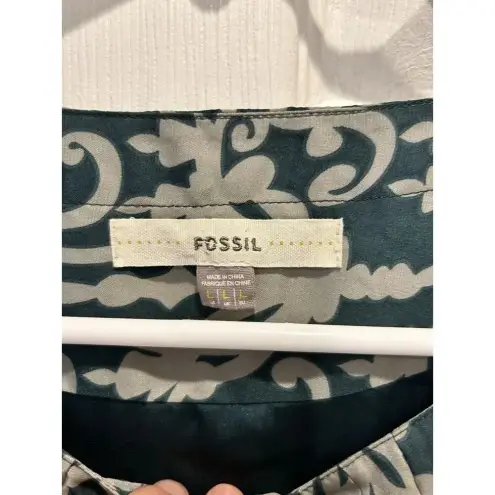 FOSSIL
MADE IN CHINA
FABRIQUÉ EN CHINE
L L L